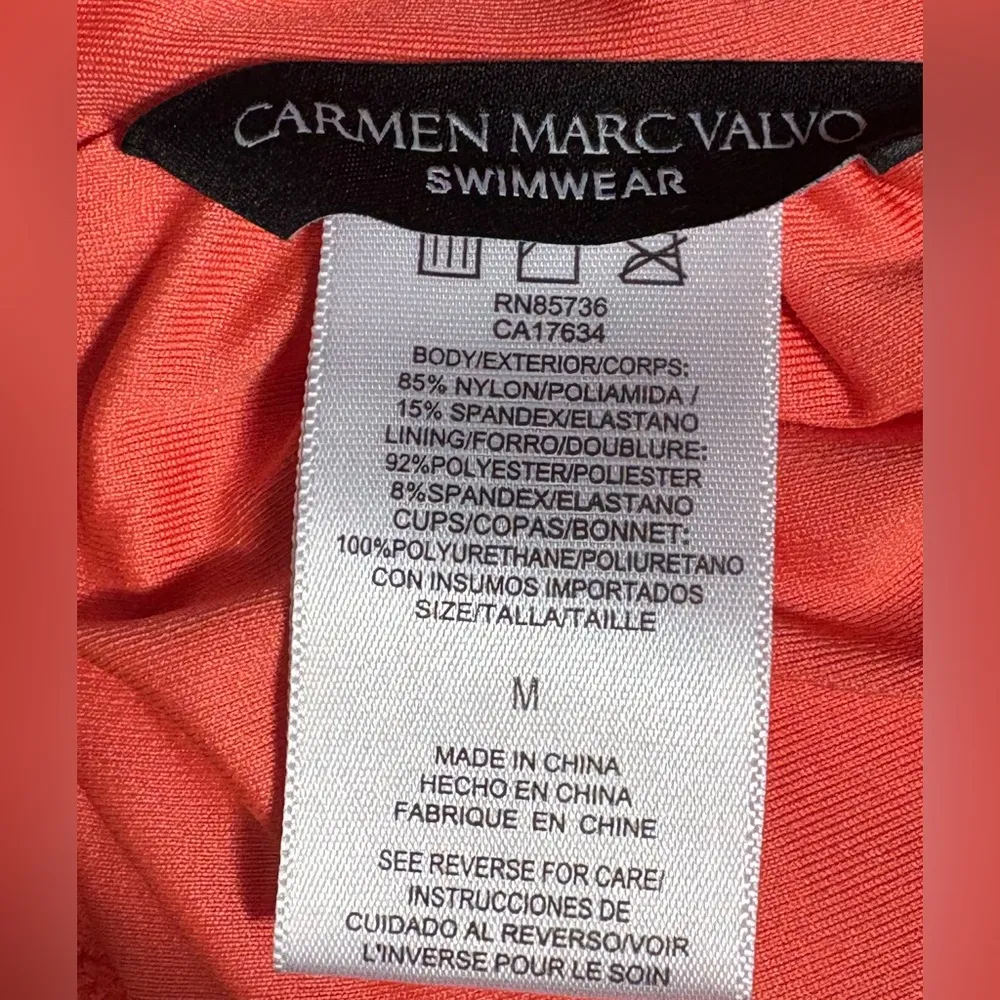 CARMEN MARC VALVO
SWIMWEAR
RN85736
CA17634
BODY/EXTERIOR/CORPS:
85% NYLON/POLIAMIDA /
15% SPANDEX/ELASTANO
LINING/FORRO/DOUBLURE:
92%POLYESTER/POLIESTER
8%SPANDEX/ELASTANO
CUPS/COPAS/BONNET:
100%POLYURETHANE/POLIURETANO
CON INSUMOS IMPORTADOS
SIZE/TALLA/TAILLE
M
MADE IN CHINA
HECHO EN CHINA
FABRIQUE EN CHINE
SEE REVERSE FOR CARE/
INSTRUCCIONES DE
CUIDADO AL REVERSO/VOIR
L'INVERSE POUR LE SOIN